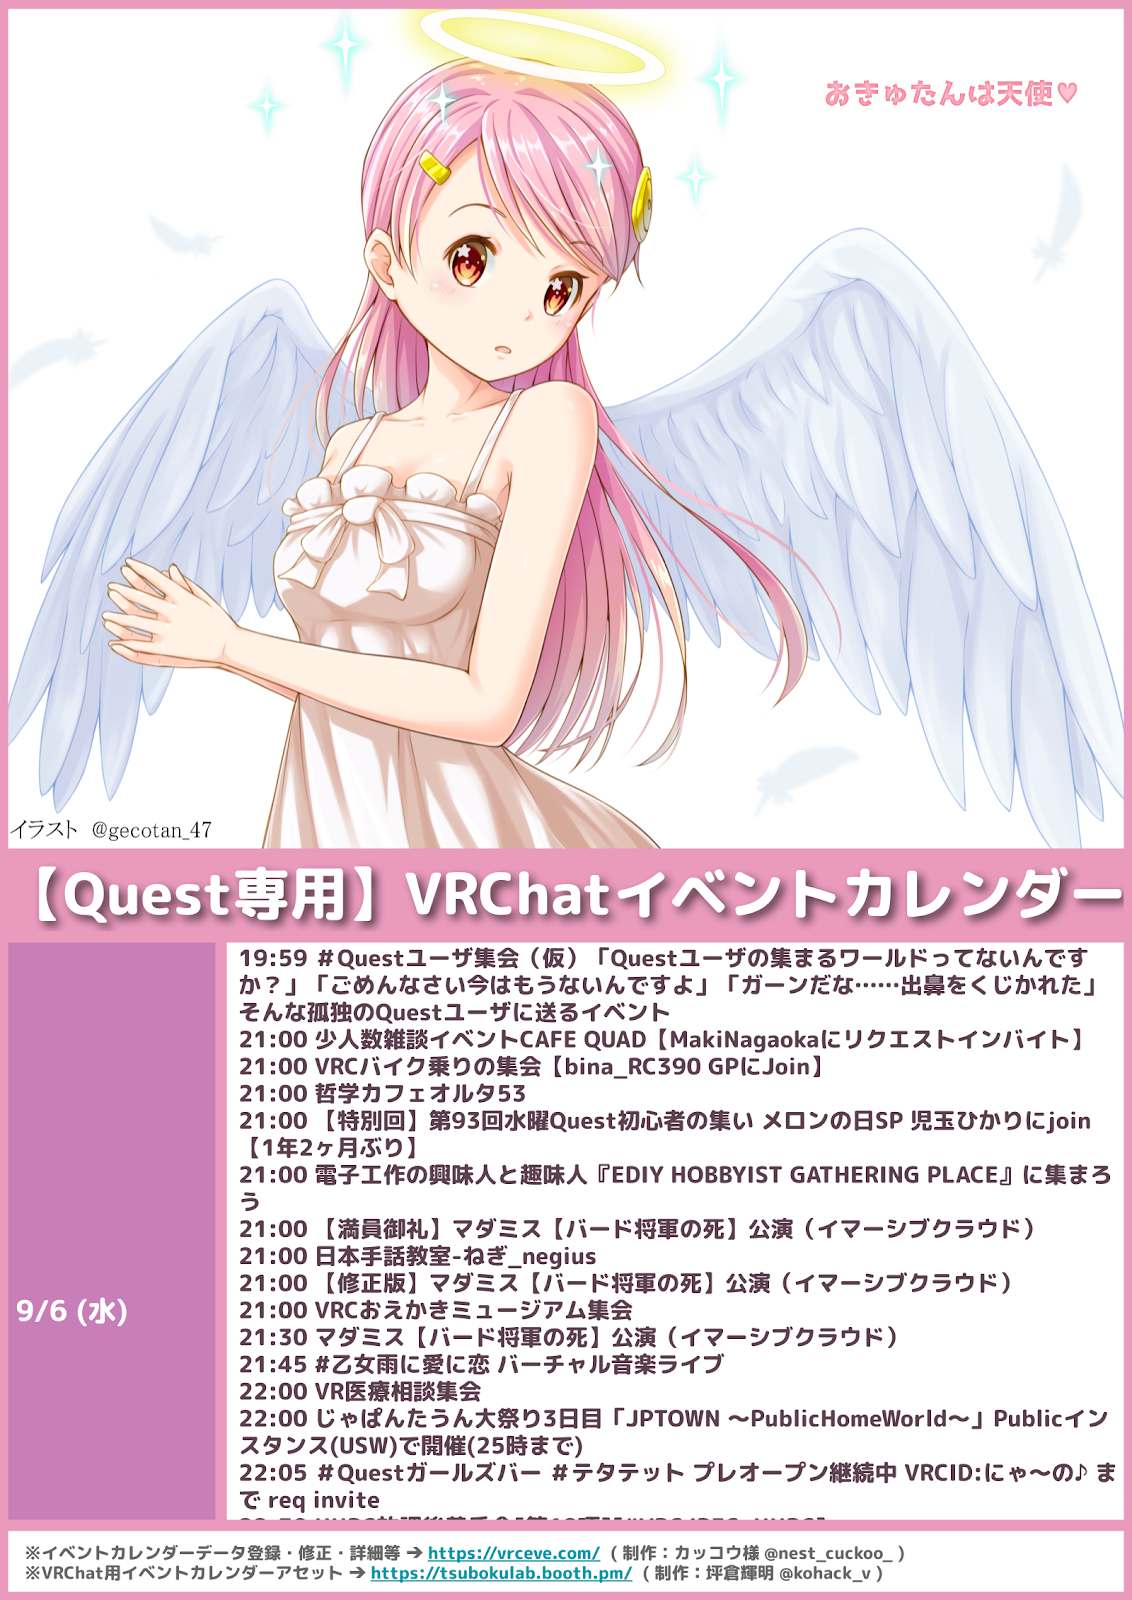 おきゅたんは天使♥
イラスト @gecotan_47
【Quest専用】VRChatイベントカレンダー
9/6 (水)
19:59 #Questユーザ集会（仮）「Questユーザの集まるワールドってないんです
か？」「ごめんなさい今はもうないんですよ」「ガーンだな……出鼻をくじかれた」
そんな孤独のQuestユーザに送るイベント
21:00 少人数雑談イベントCAFE QUAD【MakiNagaokaにリクエストインバイト】
21:00 VRCバイク乗りの集会【bina_RC390 GPにJoin】
21:00 哲学カフェオルタ53
21:00 【特別回】第93回水曜Quest初心者の集い メロンの日SP 児玉ひかりにjoin
【1年2ヶ月ぶり】
21:00 電子工作の興味人と趣味人『EDIY HOBBYIST GATHERING PLACE』に集まろ
う
21:00 【満員御礼】マダミス【バード将軍の死】公演（イマーシブクラウド）
21:00 日本手話教室-ねぎ_negius
21:00 【修正版】マダミス【バード将軍の死】公演（イマーシブクラウド）
21:00 VRCおえかきミュージアム集会
21:30 マダミス【バード将軍の死】公演（イマーシブクラウド）
21:45 #乙女雨に愛に恋 バーチャル音楽ライブ
22:00 VR医療相談集会
22:00 じゃぱんたうん大祭り3日目「JPTOWN ～PublicHomeWorld～」Publicイン
スタンス(USW)で開催(25時まで)
22:05 #Questガールズバー #テタテット プレオープン継続中 VRCID:にゃ～の♪ ま
で req invite
※イベントカレンダーデータ登録・修正・詳細等 ➔ https://vrceve.com/ （ 制作：カッコウ様 @nest_cuckoo_ ）
※VRChat用イベントカレンダーアセット ➔ https://tsubokulab.booth.pm/ （ 制作：坪倉輝明 @kohack_v ）